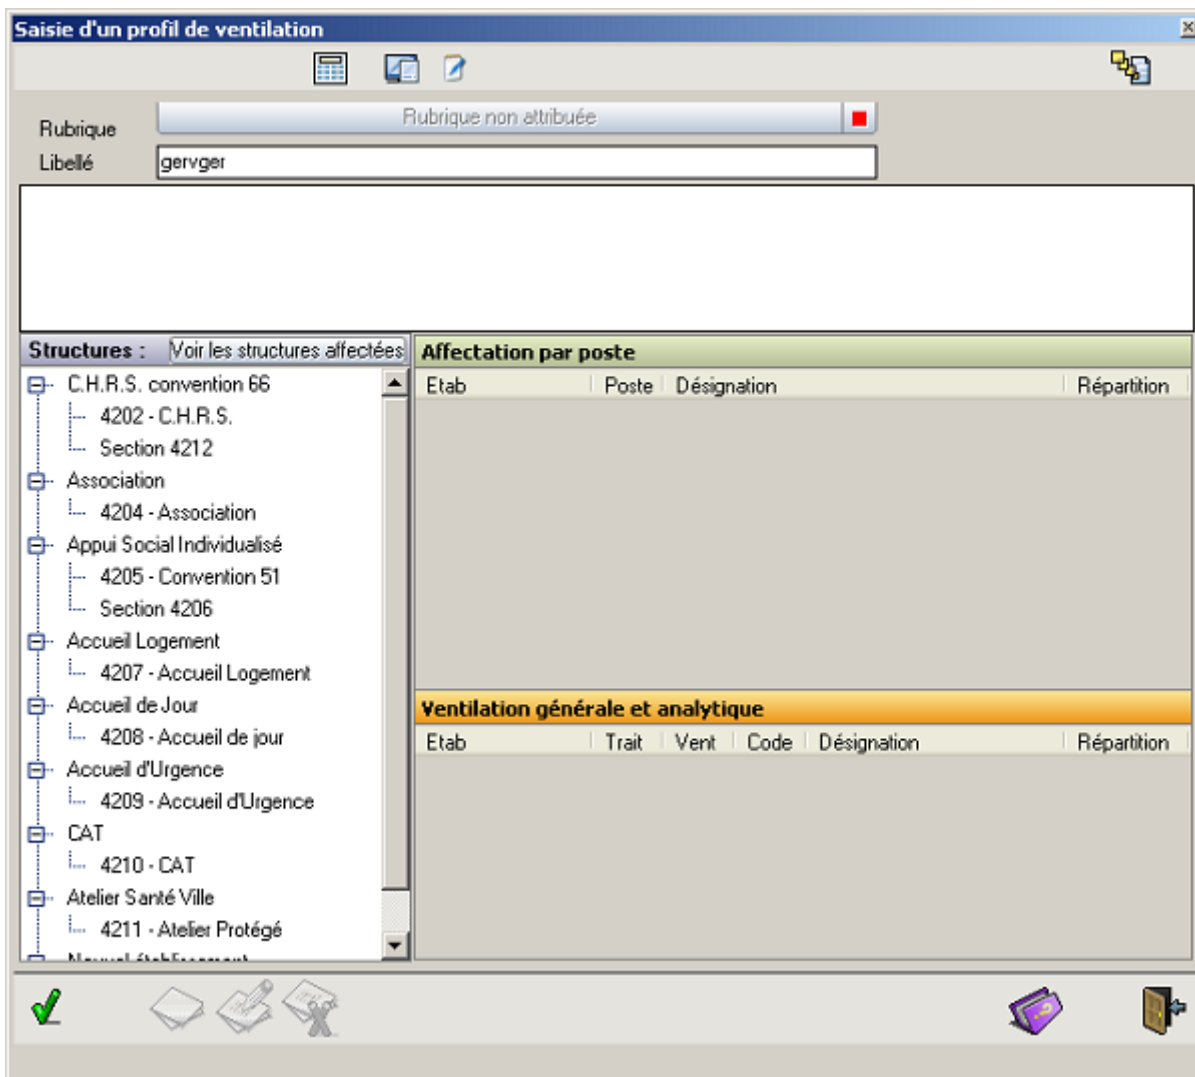 Saisie d'un profil de ventilation
Rubrique
Rubrique non attribuée
Libellé
gervger
Structures :
Voir les structures affectées
C.H.R.S. convention 66
4202 - C.H.R.S.
Section 4212
Association
4204 - Association
Appui Social Individualisé
4205 - Convention 51
Section 4206
Accueil Logement
4207 - Accueil Logement
Accueil de Jour
4208 - Accueil de jour
Accueil d'Urgence
4209 - Accueil d'Urgence
CAT
4210 - CAT
Atelier Santé Ville
4211 - Atelier Protégé
Nouvel établissement
Affectation par poste
Etab Poste Désignation Répartition
Ventilation générale et analytique
Etab Trait Vent Code Désignation Répartition